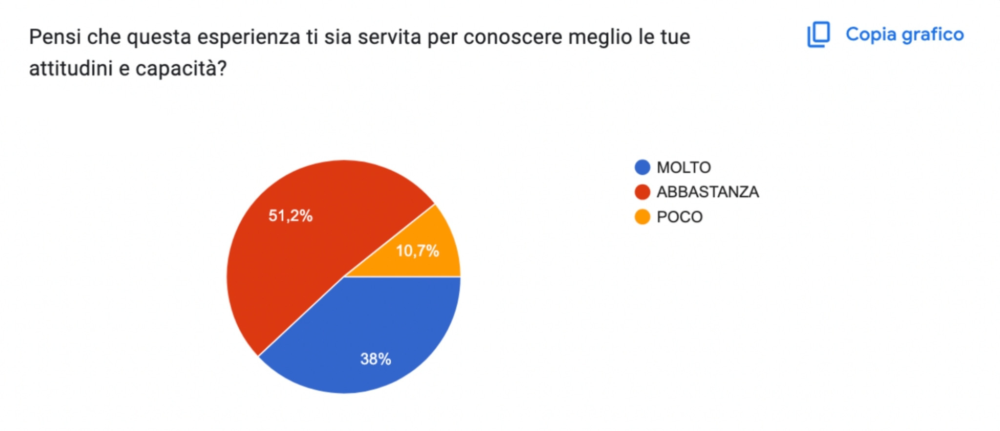 Pensi che questa esperienza ti sia servita per conoscere meglio le tue
attitudini e capacità?
Copia grafico
MOLTO
ABBASTANZA
POCO
51,2%
10,7%
38%